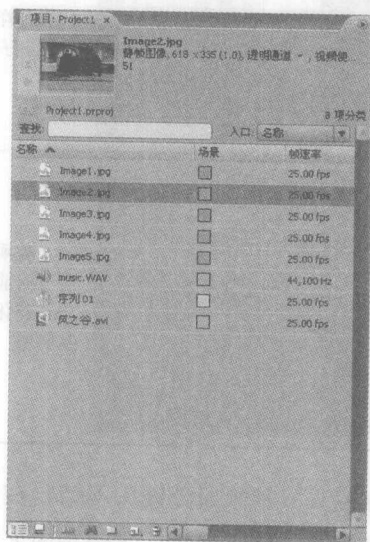 项目: Project1 ×
Image2.jpg
静帧图像, 618 × 335 (1.0), 透明通道 - , 视频使...
5!
Project1.prproj
8 项分类
查找:
入口: 名称
名称 场景 帧速率
Image1.jpg 25.00 fps
Image2.jpg 25.00 fps
Image3.jpg 25.00 fps
Image4.jpg 25.00 fps
Image5.jpg 25.00 fps
music.WAV 44,100 Hz
序列 01 25.00 fps
风之谷.avi 25.00 fps